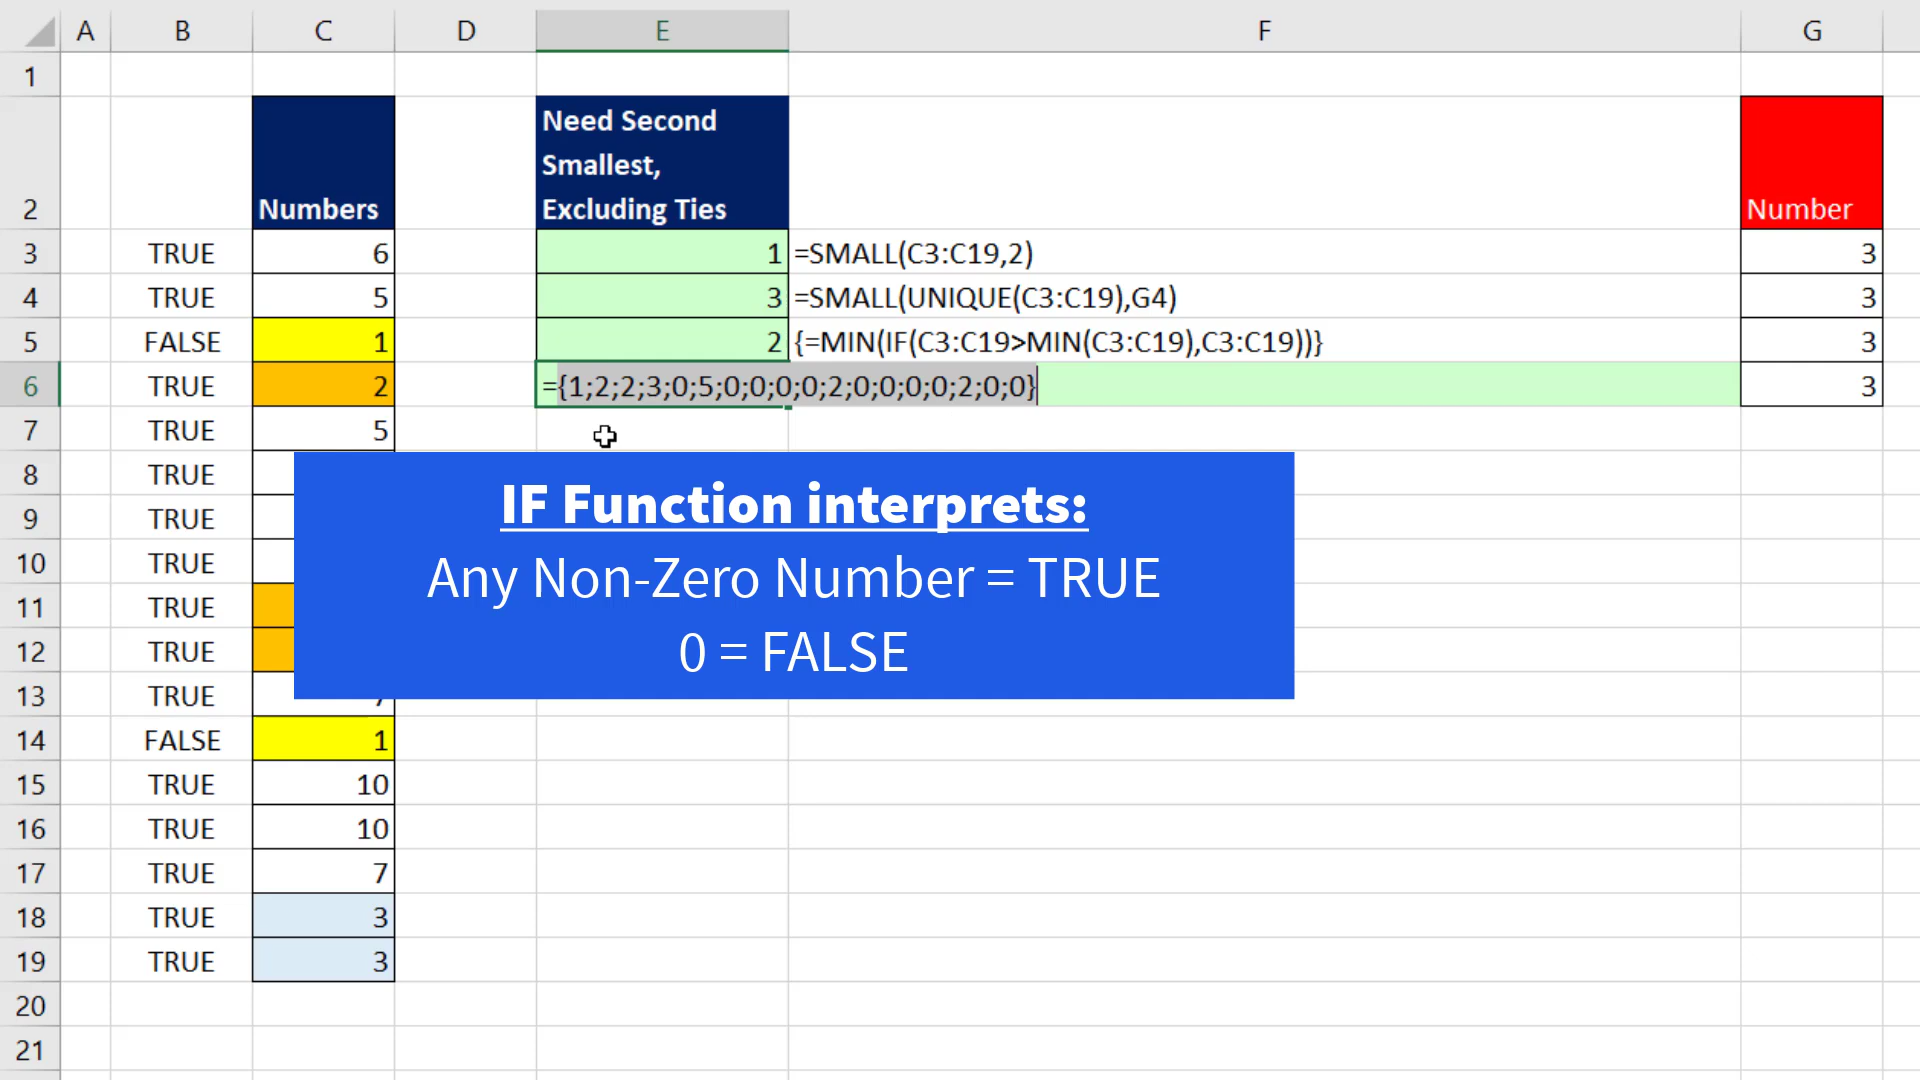 A B C D E F G
1
Need Second
Smallest,
2 Numbers Excluding Ties Number
3 TRUE 6 1 =SMALL(C3:C19,2) 3
4 TRUE 5 3 =SMALL(UNIQUE(C3:C19),G4) 3
5 FALSE 1 2 {=MIN(IF(C3:C19>MIN(C3:C19),C3:C19))} 3
6 TRUE 2 ={1;2;2;3;0;5;0;0;0;0;2;0;0;0;0;2;0;0} 3
7 TRUE 5
8 TRUE
IF Function interprets:
9 TRUE
10 TRUE
Any Non-Zero Number = TRUE
11 TRUE
12 TRUE
0 = FALSE
13 TRUE
14 FALSE 1
15 TRUE 10
16 TRUE 10
17 TRUE 7
18 TRUE 3
19 TRUE 3
20
21